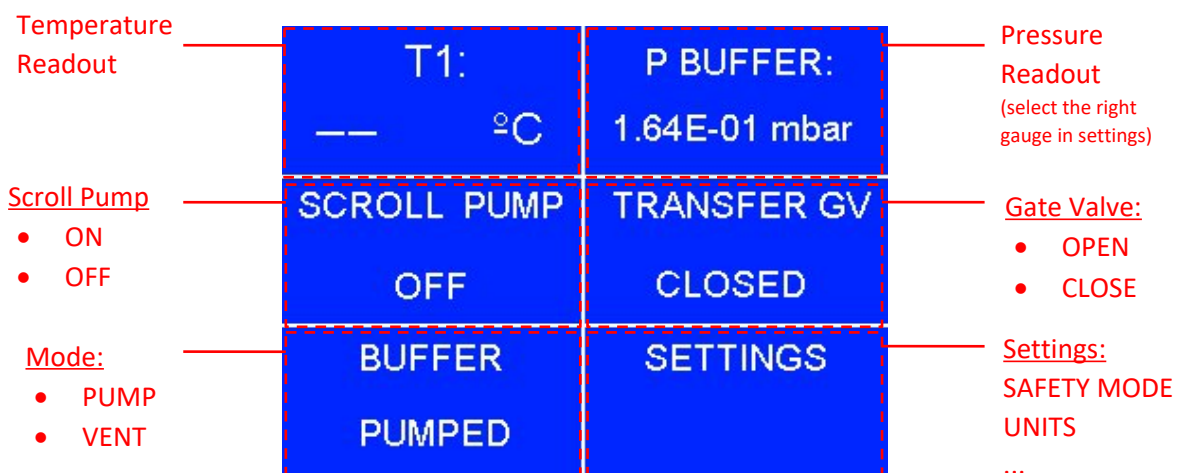 Temperature
Readout
T1:
__ ºC
P BUFFER:
1.64E-01 mbar
Pressure
Readout
(select the right
gauge in settings)
Scroll Pump
• ON
• OFF
SCROLL PUMP
OFF
TRANSFER GV
CLOSED
Gate Valve:
• OPEN
• CLOSE
Mode:
• PUMP
• VENT
BUFFER
PUMPED
SETTINGS
Settings:
SAFETY MODE
UNITS
...